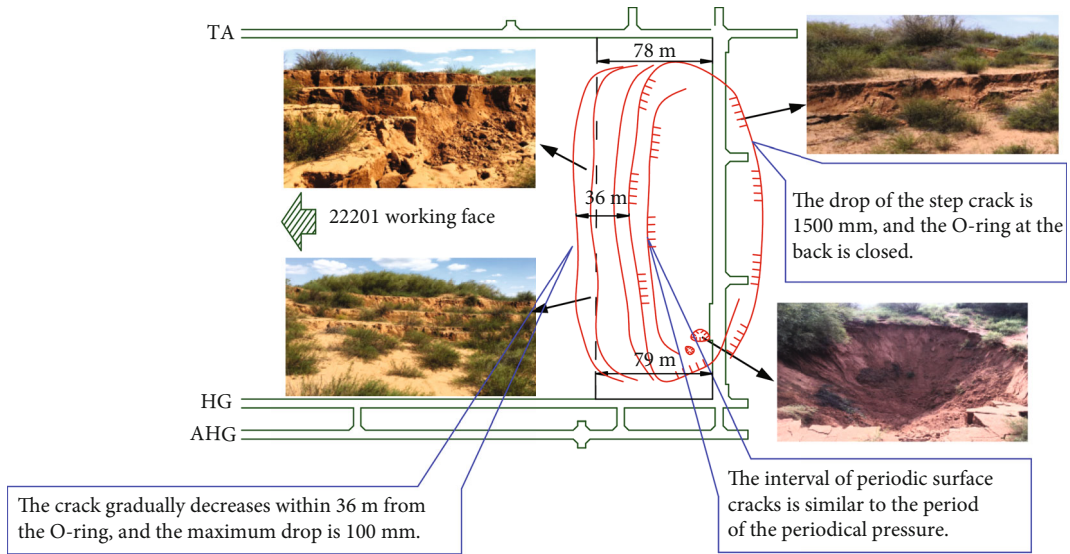 TA
78 m
36 m
22201 working face
The drop of the step crack is
1500 mm, and the O-ring at the
back is closed.
79 m
HG
AHG
The crack gradually decreases within 36 m from
the O-ring, and the maximum drop is 100 mm.
The interval of periodic surface
cracks is similar to the period
of the periodical pressure.